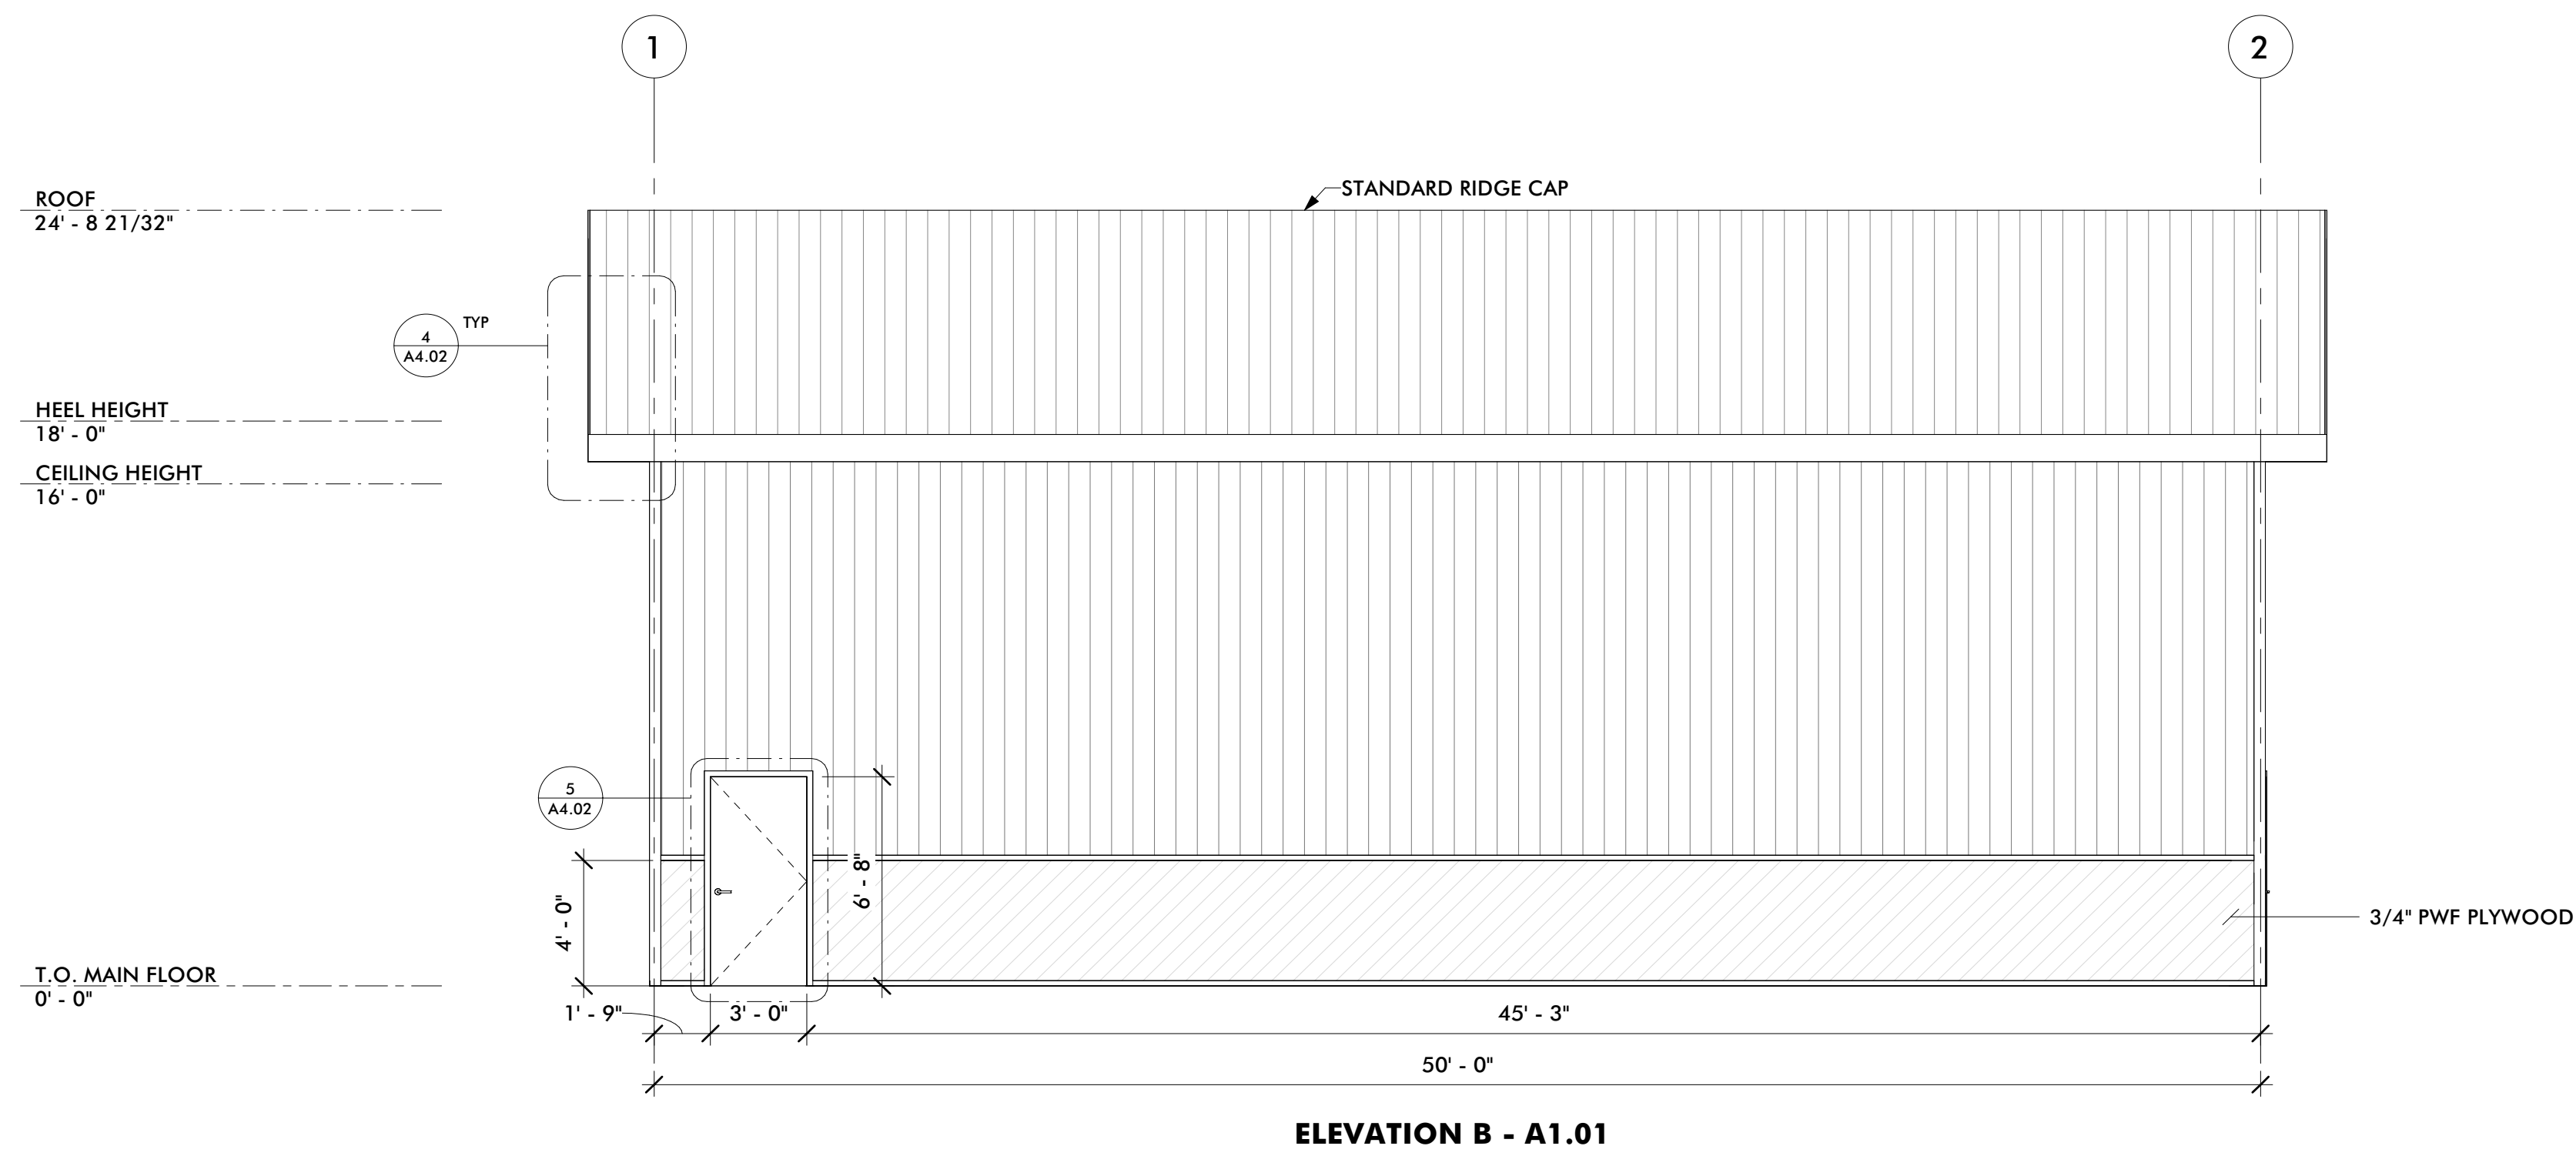 1
2
STANDARD RIDGE CAP
ROOF
24' - 8 21/32"
4
A4.02
TYP
HEEL HEIGHT
18' - 0"
CEILING HEIGHT
16' - 0"
5
A4.02
6' - 8"
4' - 0"
3/4" PWF PLYWOOD
T.O. MAIN FLOOR
0' - 0"
1' - 9"
3' - 0"
45' - 3"
50' - 0"
ELEVATION B - A1.01